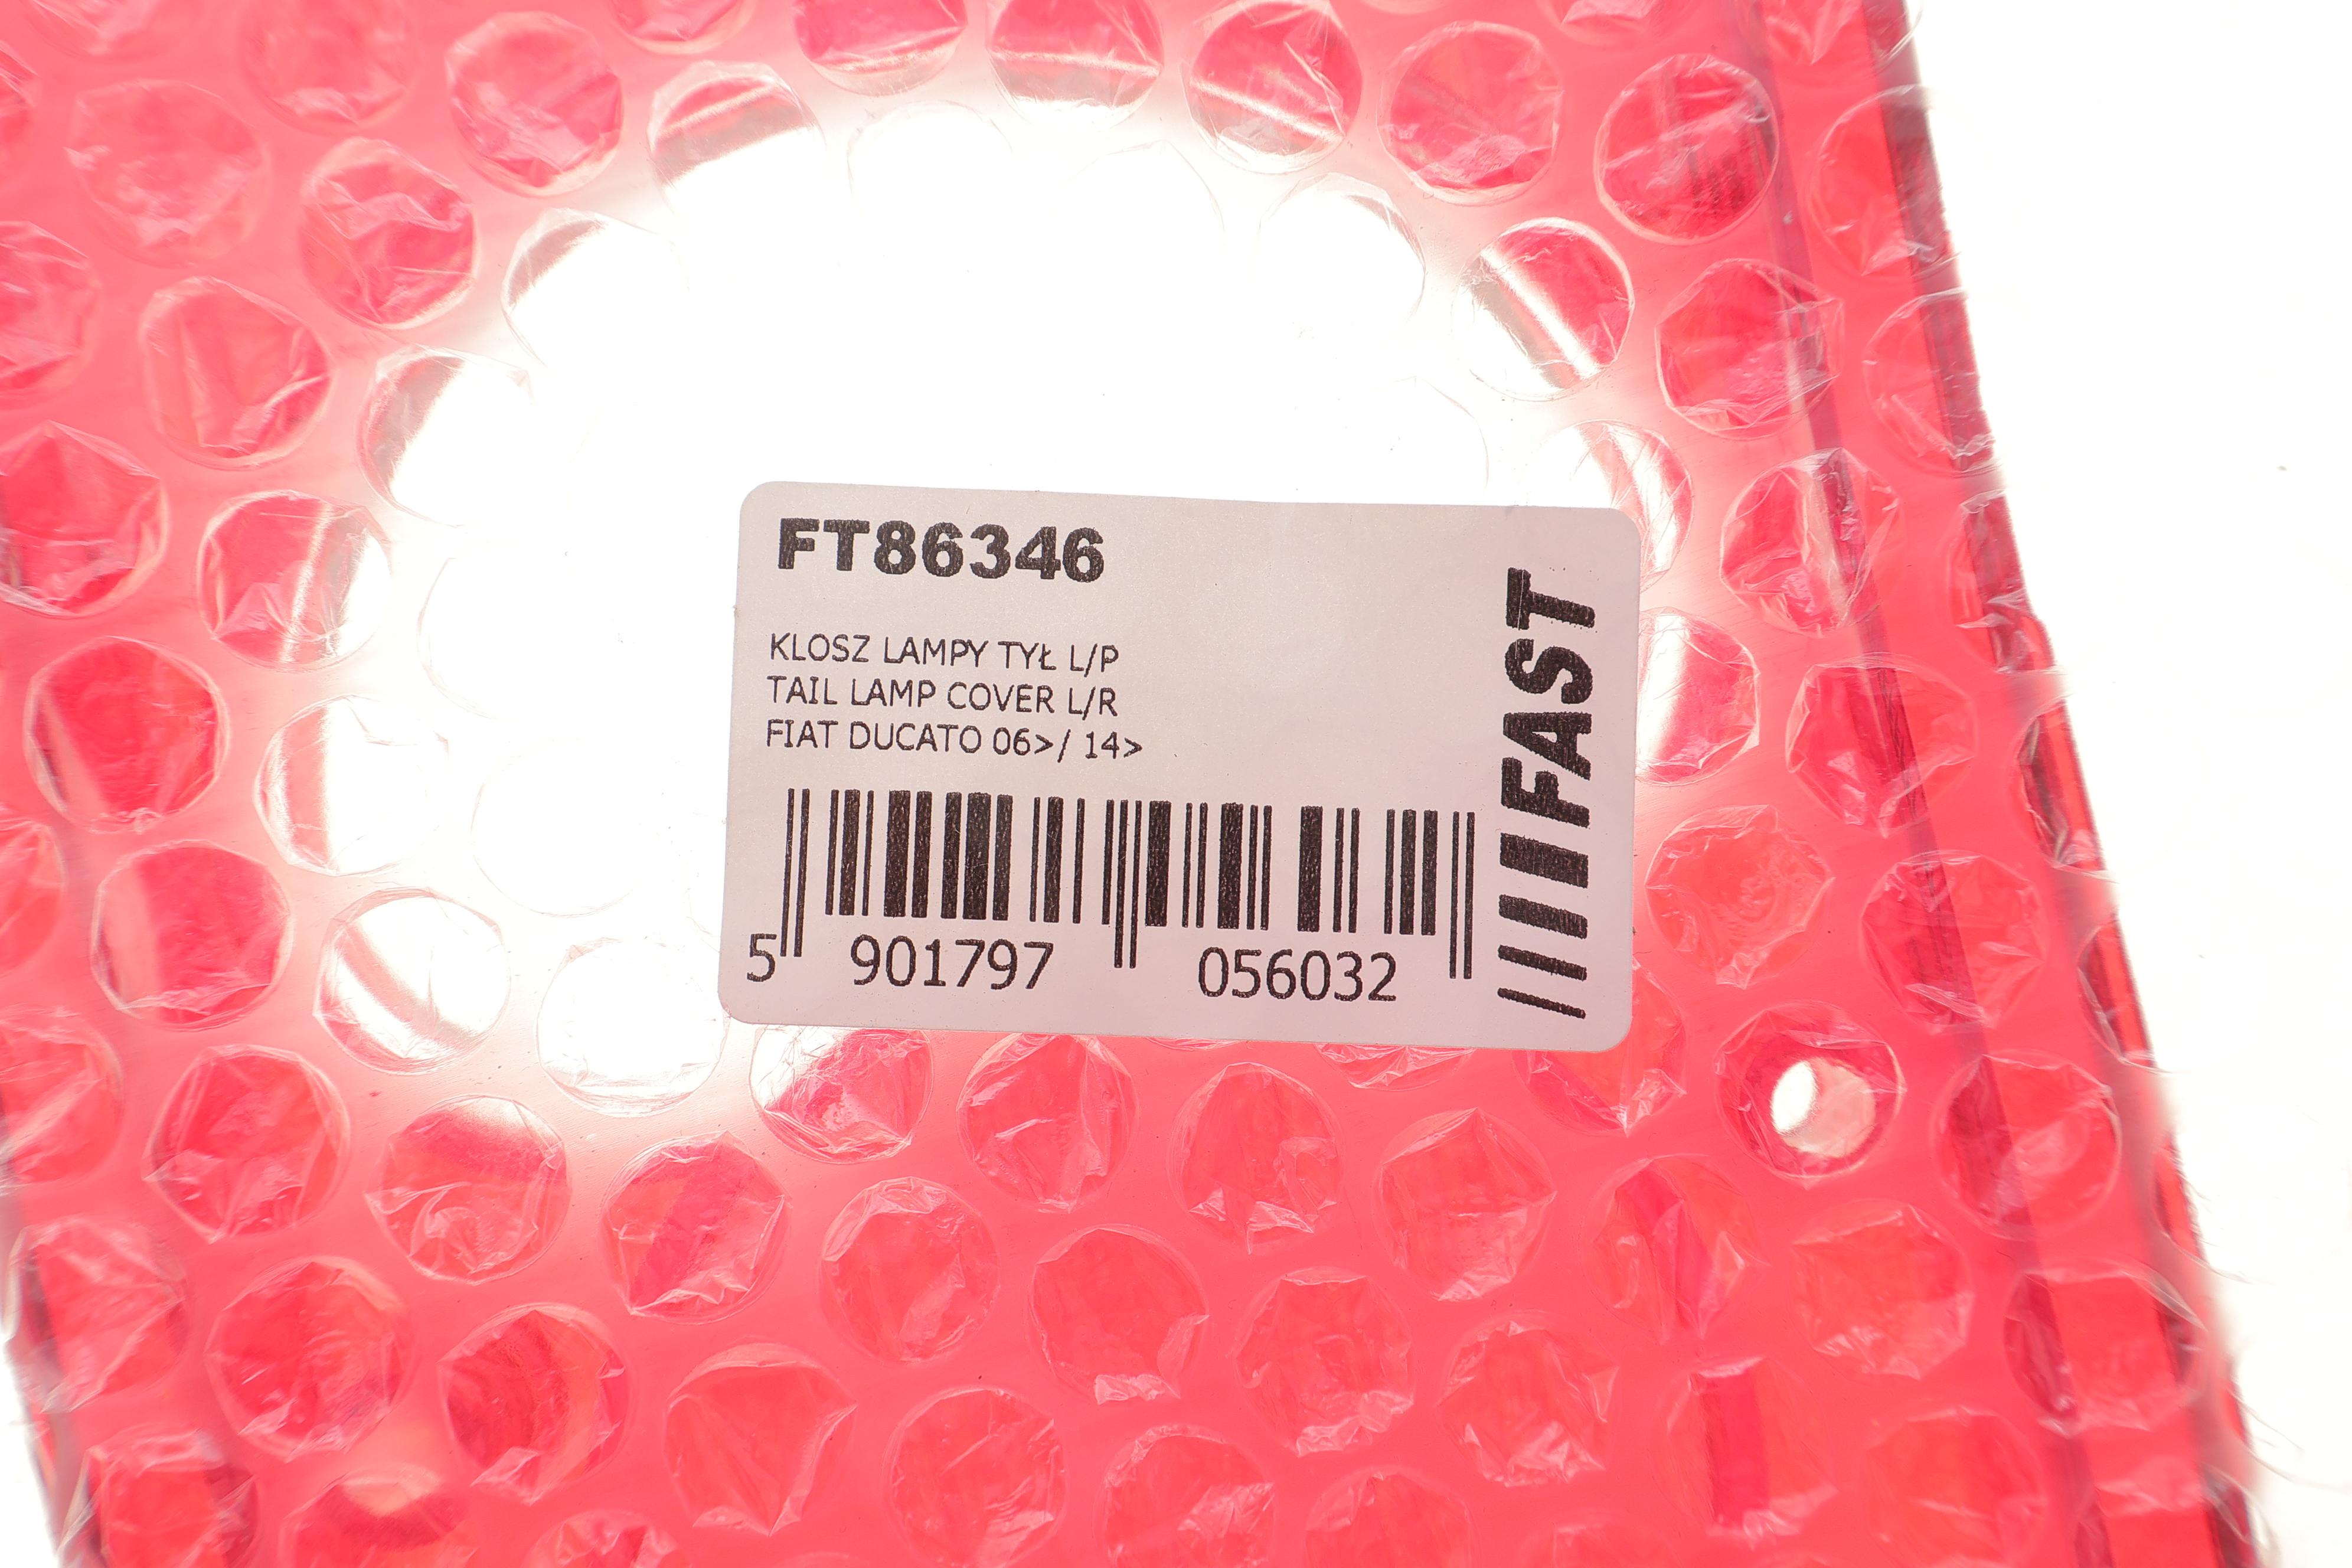 FT86346
KLOSZ LAMPY TYŁ L/P
TAIL LAMP COVER L/R
FIAT DUCATO 06>/ 14>
5 901797 056032
FAST